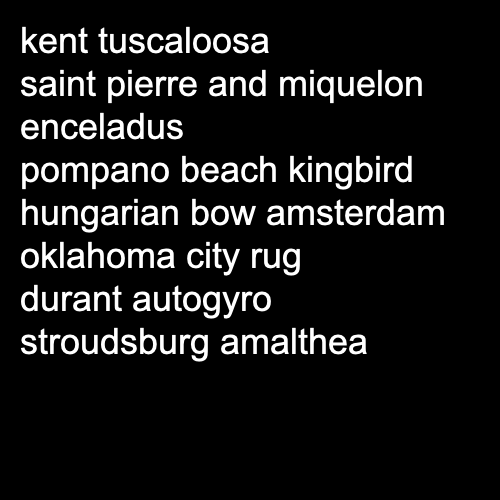 kent tuscaloosa
saint pierre and miquelon
enceladus
pompano beach kingbird
hungarian bow amsterdam
oklahoma city rug
durant autogyro
stroudsburg amalthea